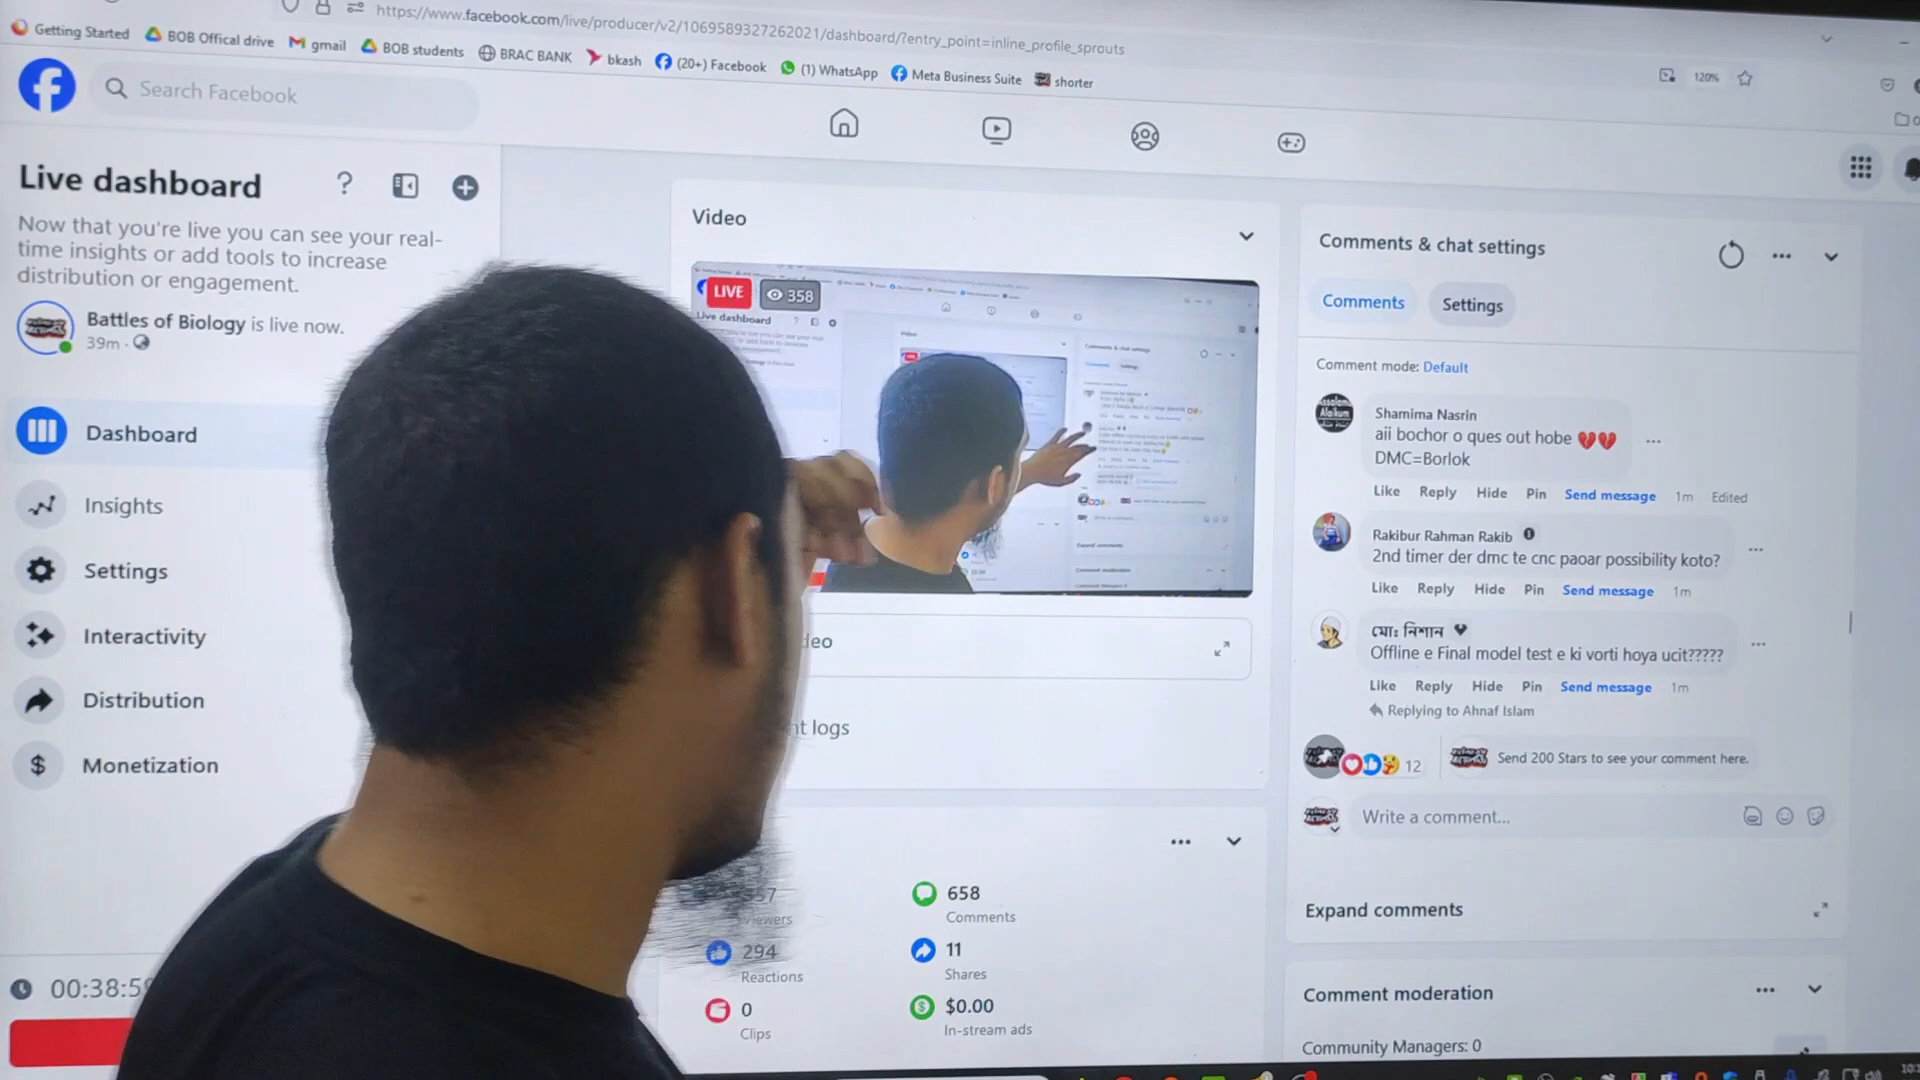 https://www.facebook.com/live/producer/v2/1069589327262021/dashboard/?entry_point=inline_profile_sprouts
Getting Started
BOB Offical drive
gmail
BOB students
BRAC BANK
bkash
(20+) Facebook
(1) WhatsApp
Meta Business Suite
shorter
120%
Search Facebook
Live dashboard
Now that you're live you can see your real-
time insights or add tools to increase
distribution or engagement.
Battles of Biology is live now.
39m
Dashboard
Insights
Settings
Interactivity
Distribution
Monetization
Video
LIVE
358
Live dashboard
nt logs
Viewers
294
Reactions
0
Clips
658
Comments
11
Shares
$0.00
In-stream ads
Comments & chat settings
Comments
Settings
Comment mode: Default
Shamima Nasrin
aii bochor o ques out hobe 💔💔
DMC=Borlok
Like Reply Hide Pin Send message 1m Edited
Rakibur Rahman Rakib
2nd timer der dmc te cnc paoar possibility koto?
Like Reply Hide Pin Send message 1m
মোঃ নিশান
Offline e Final model test e ki vorti hoya ucit?????
Like Reply Hide Pin Send message 1m
Replying to Ahnaf Islam
12
Send 200 Stars to see your comment here.
Write a comment...
Expand comments
Comment moderation
Community Managers: 0